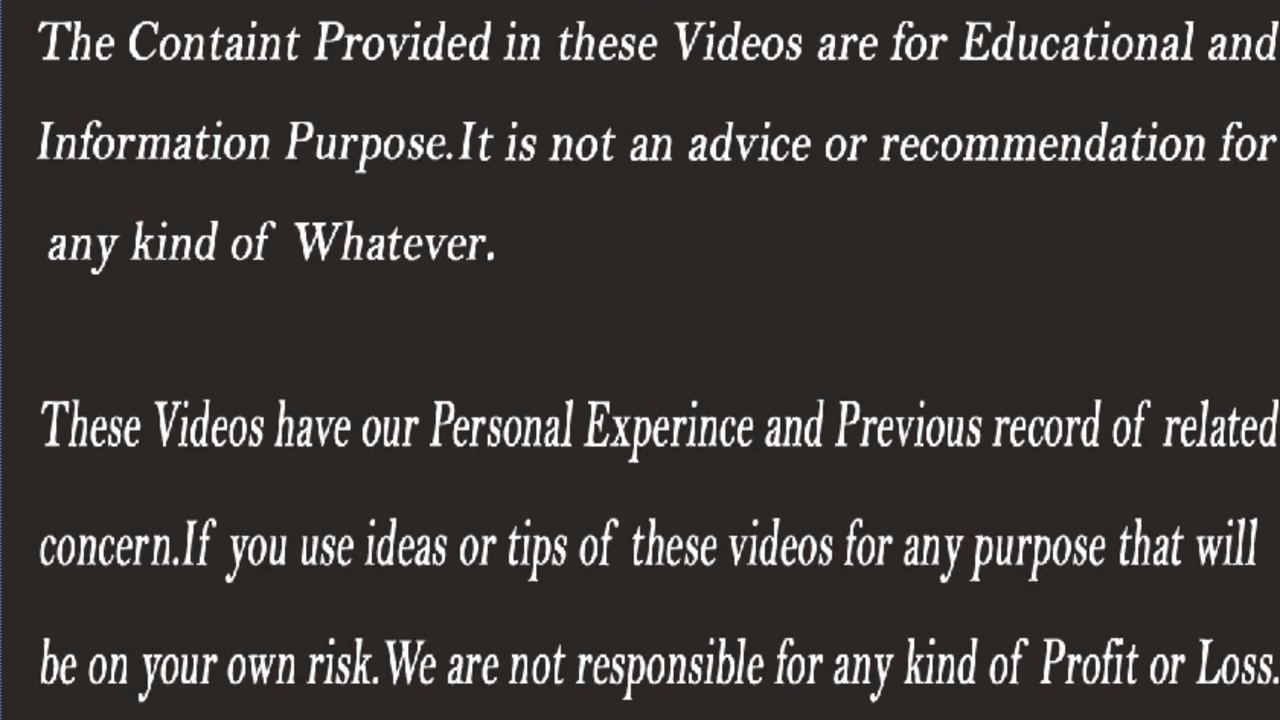 The Containt Provided in these Videos are for Educational and
Information Purpose.It is not an advice or recommendation for
any kind of Whatever.
These Videos have our Personal Experince and Previous record of related
concern.If you use ideas or tips of these videos for any purpose that will
be on your own risk.We are not responsible for any kind of Profit or Loss.